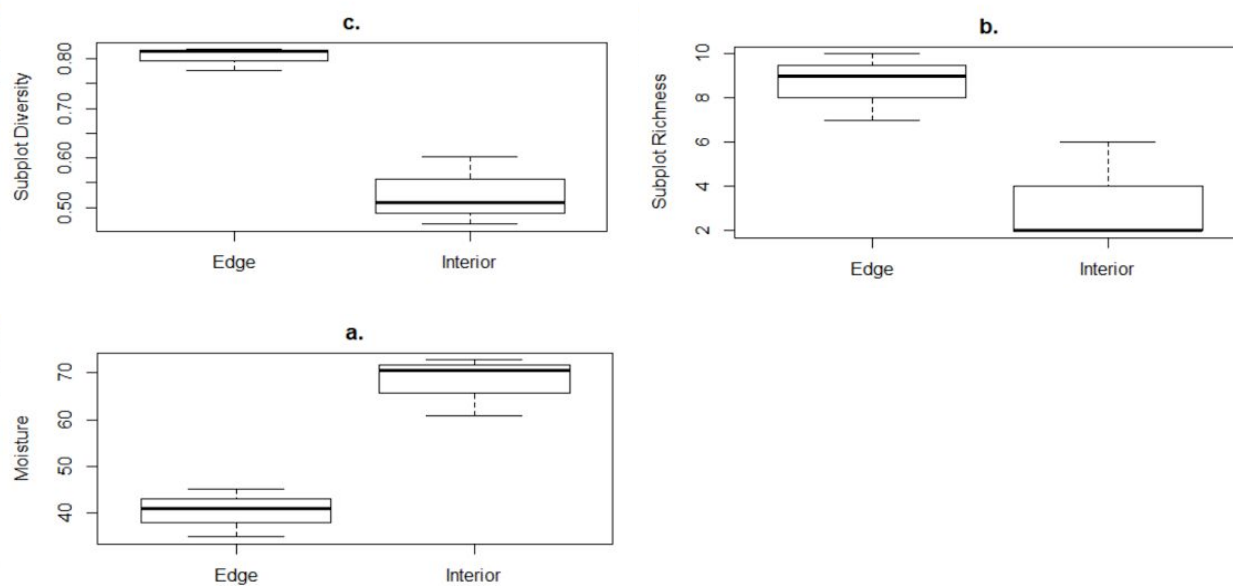 c.
Subplot Diversity
0.80
0.70
0.60
0.50
Edge Interior
b.
Subplot Richness
10
8
6
4
2
Edge Interior
a.
Moisture
70
60
50
40
Edge Interior